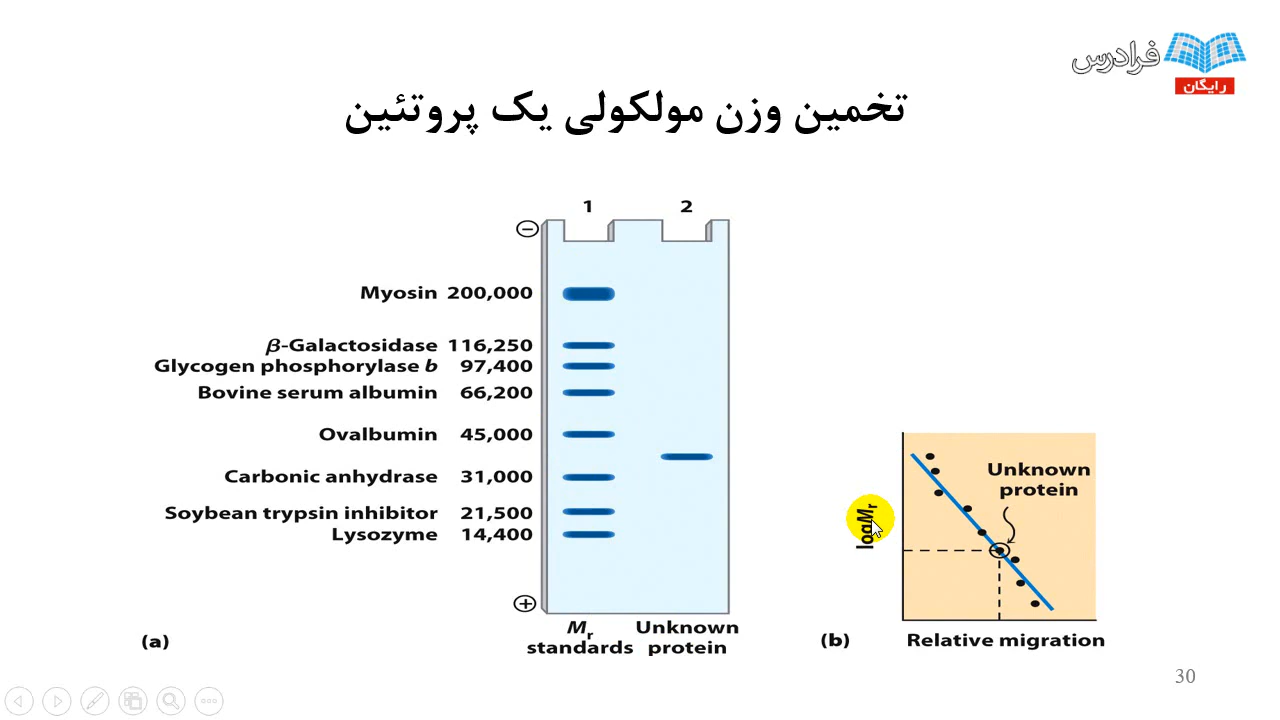 فرادرس
رایگان
تخمین وزن مولکولی یک پروتئین
1 2
−
Myosin 200,000
β-Galactosidase 116,250
Glycogen phosphorylase b 97,400
Bovine serum albumin 66,200
Ovalbumin 45,000
Carbonic anhydrase 31,000
Soybean trypsin inhibitor 21,500
Lysozyme 14,400
+
Mr standards
Unknown protein
(a)
Unknown
protein
log Mr
Relative migration
(b)
30